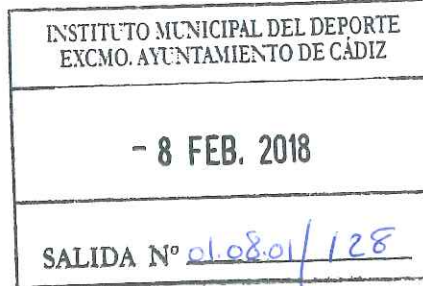 INSTITUTO MUNICIPAL DEL DEPORTE
EXCMO. AYUNTAMIENTO DE CÁDIZ
- 8 FEB. 2018
SALIDA Nº 01.08.01/128